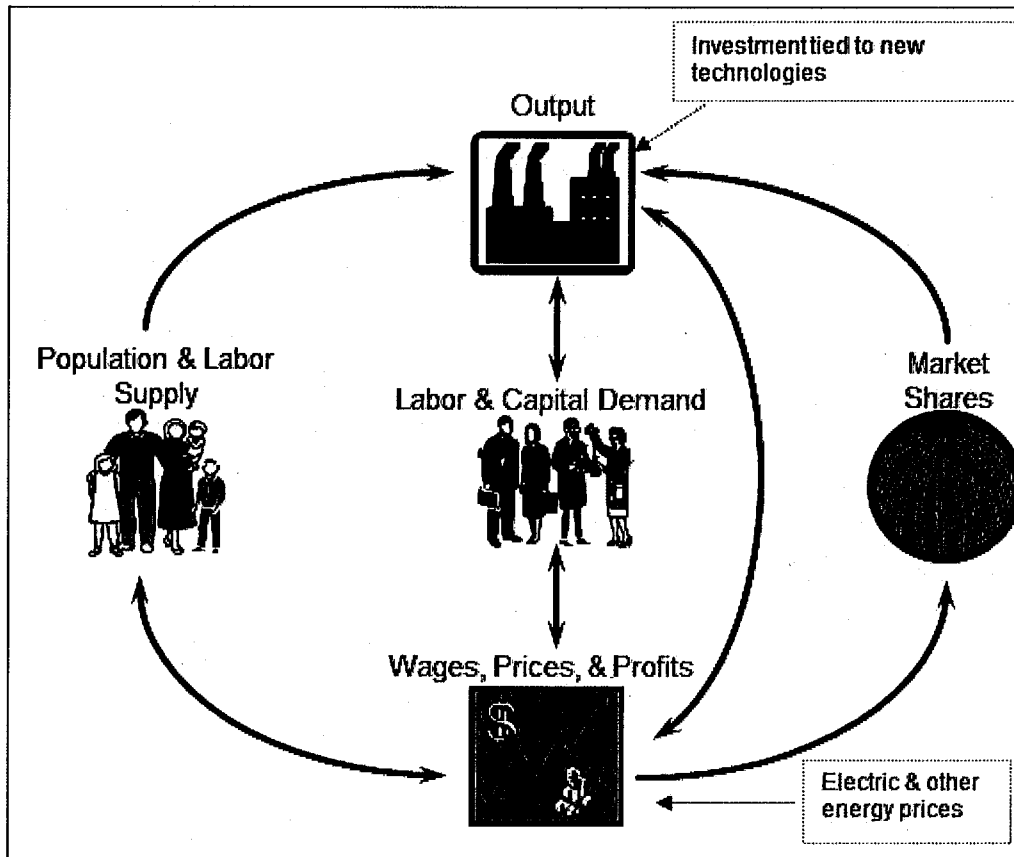 Investment tied to new
technologies
Output
Population & Labor
Supply
Labor & Capital Demand
Market
Shares
Wages, Prices, & Profits
$
Electric & other
energy prices